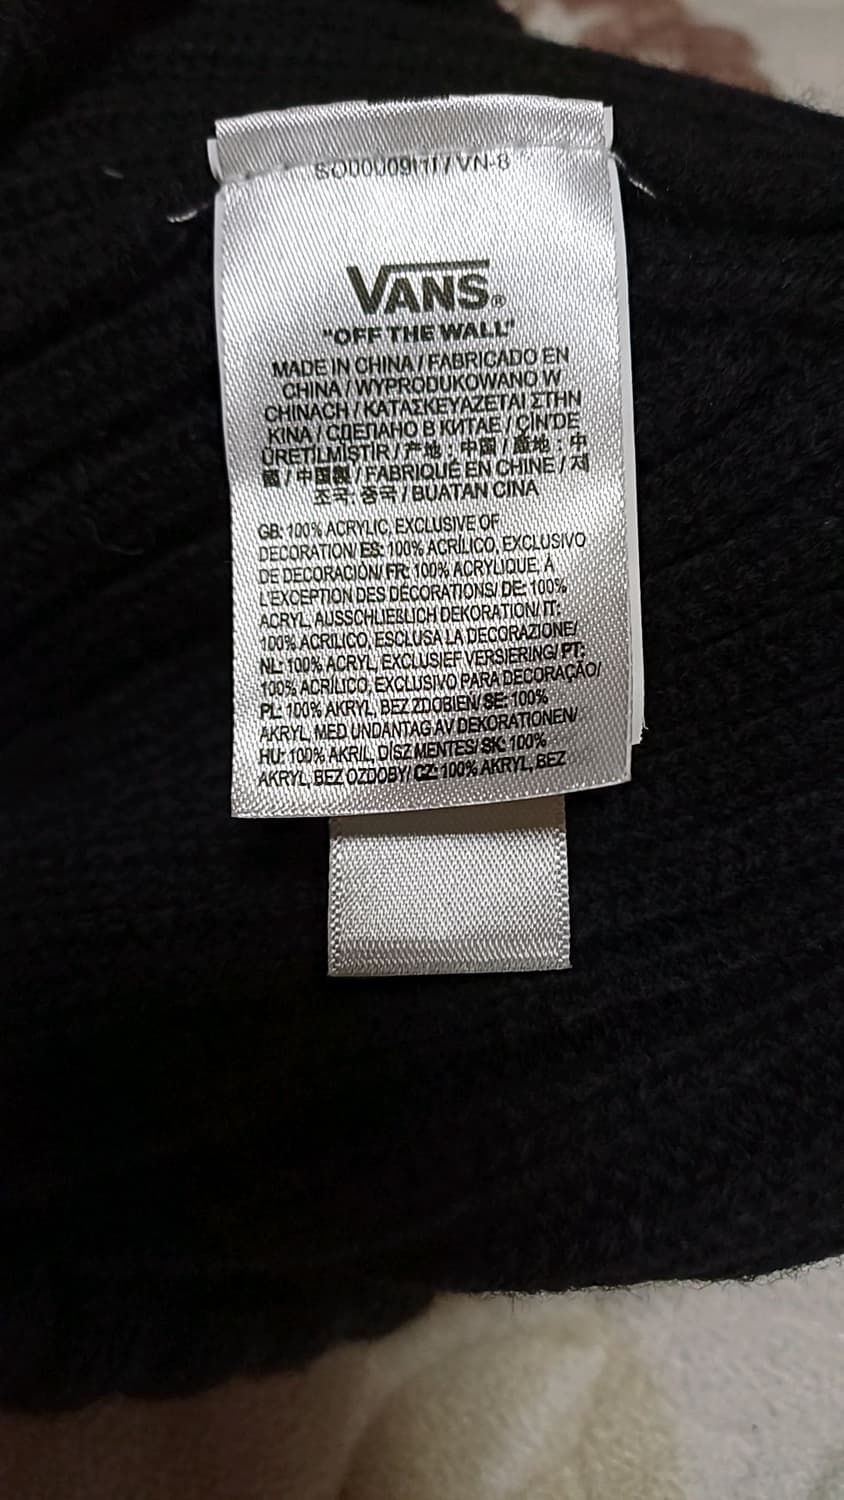 VANS®
"OFF THE WALL"
MADE IN CHINA / FABRICADO EN
CHINA / WYPRODUKOWANO W
CHINACH / ΚΑΤΑΣΚΕΥΑΖΕΤΑΙ ΣΤΗΝ
ΚΙΝΑ / СДЕЛАНО В КИТАЕ / ÇİN'DE
ÜRETİLMİŞTİR / 产地 : 中国 / 產地 : 中
國 / 中国製 / FABRIQUÉ EN CHINE / 제
조국: 중국 / BUATAN CINA
GB: 100% ACRYLIC, EXCLUSIVE OF
DECORATION/ ES: 100% ACRÍLICO, EXCLUSIVO
DE DECORACIÓN/ FR: 100% ACRYLIQUE, À
L'EXCEPTION DES DÉCORATIONS/ DE: 100%
ACRYL, AUSSCHLIEßLICH DEKORATION/ IT:
100% ACRILICO, ESCLUSA LA DECORAZIONE/
NL: 100% ACRYL, EXCLUSIEF VERSIERING/ PT:
100% ACRÍLICO, EXCLUSIVO PARA DECORAÇÃO/
PL: 100% AKRYL, BEZ ZDOBIEŃ/ SE: 100%
AKRYL, MED UNDANTAG AV DEKORATIONEN/
HU: 100% AKRIL, DÍSZ MENTES/ SK: 100%
AKRYL, BEZ OZDOBY/ CZ: 100% AKRYL, BEZ